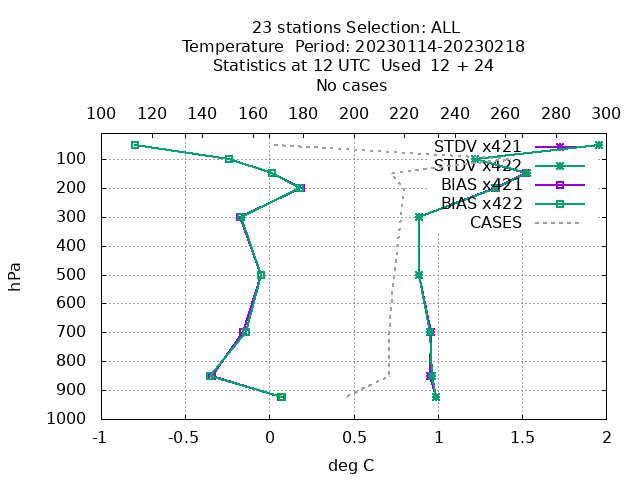 23 stations Selection: ALL
Temperature  Period: 20230114-20230218
Statistics at 12 UTC  Used  12 + 24
No cases
100 120 140 160 180 200 220 240 260 280 300
STDV x421
STDV x422
BIAS x421
BIAS x422
CASES
hPa
100
200
300
400
500
600
700
800
900
1000
-1 -0.5 0 0.5 1 1.5 2
deg C